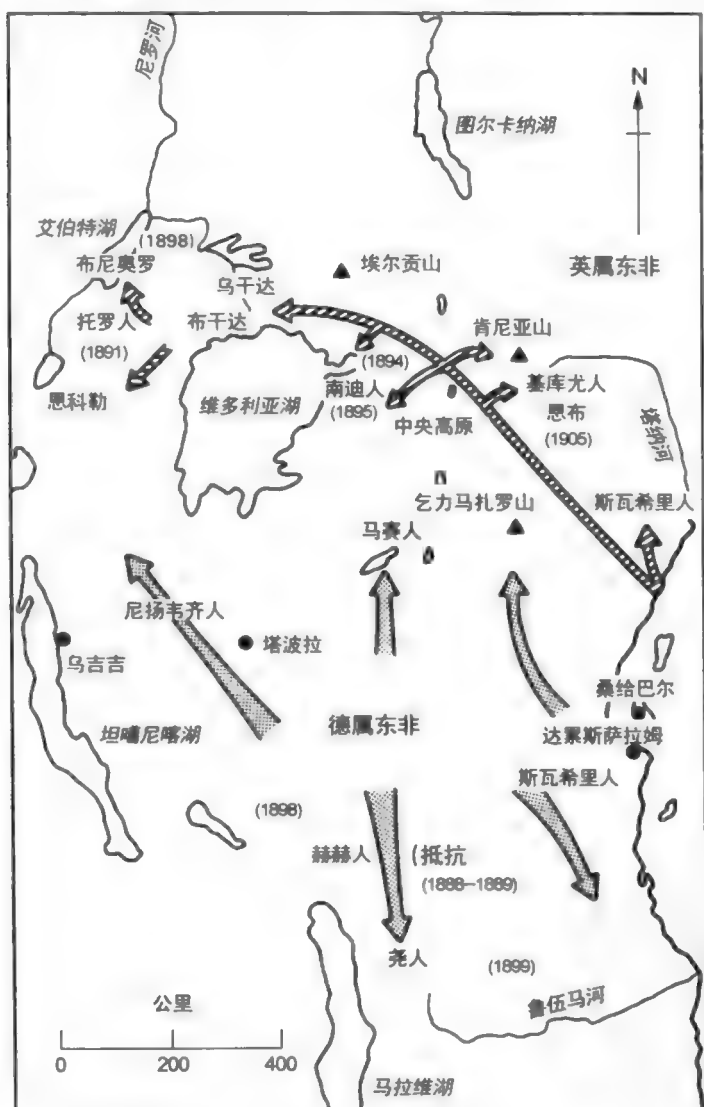 尼罗河
N
图尔卡纳湖
艾伯特湖
(1898)
布尼奥罗
埃尔贡山
英属东非
乌干达
托罗人
布干达
肯尼亚山
(1891)
(1894)
基库尤人
南迪人
恩科勒
维多利亚湖
(1895)
恩布
中央高原
(1905)
塔纳河
乞力马扎罗山
斯瓦希里人
马赛人
尼扬韦齐人
乌吉吉
塔波拉
桑给巴尔
坦噶尼喀湖
德属东非
达累斯萨拉姆
斯瓦希里人
(1898)
赫赫人
(抵抗
(1888–1889)
尧人
(1899)
公里
鲁伍马河
0 200 400
马拉维湖